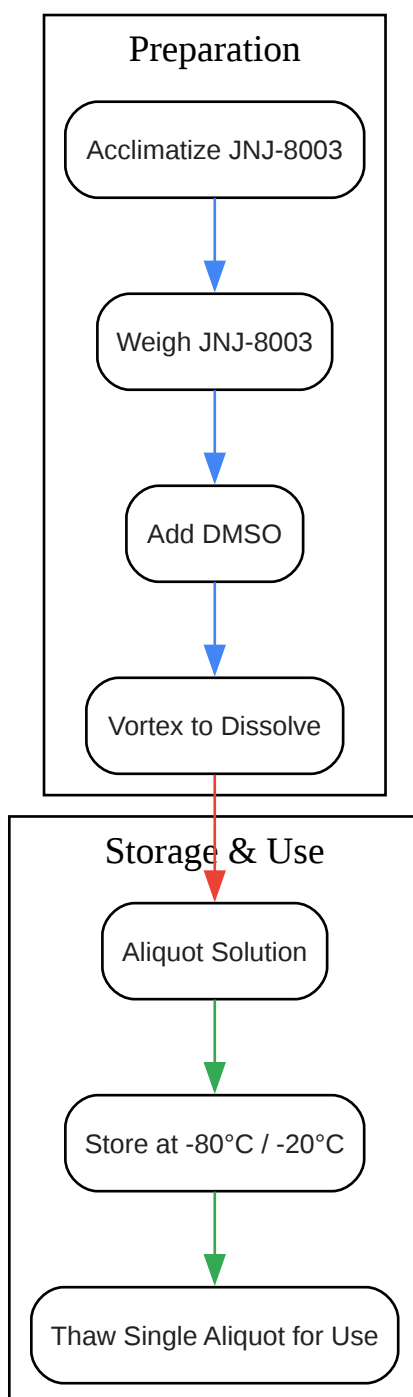 Preparation
Acclimatize JNJ-8003
Weigh JNJ-8003
Add DMSO
Vortex to Dissolve
Storage & Use
Aliquot Solution
Store at -80°C / -20°C
Thaw Single Aliquot for Use